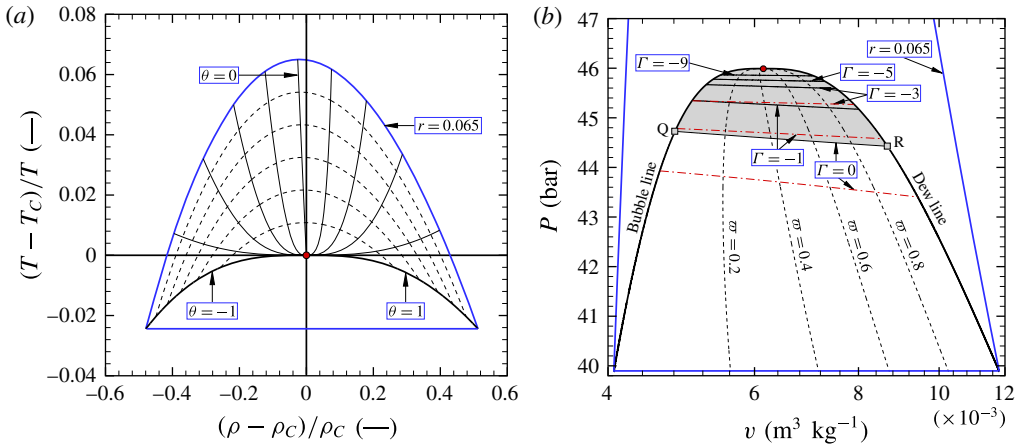 (a)
(T − T_C)/T (—)
0.08
0.06
0.04
0.02
0
−0.02
−0.04
θ = 0
r = 0.065
θ = −1
θ = 1
−0.6
−0.4
−0.2
0
0.2
0.4
0.6
(ρ − ρ_C)/ρ_C (—)
(b)
P (bar)
47
46
45
44
43
42
41
40
r = 0.065
Γ = −9
Γ = −5
Γ = −3
Γ = −1
Γ = 0
Q
R
Bubble line
Dew line
ϖ = 0.2
ϖ = 0.4
ϖ = 0.6
ϖ = 0.8
4
6
8
10
12
(×10⁻³)
v (m³ kg⁻¹)